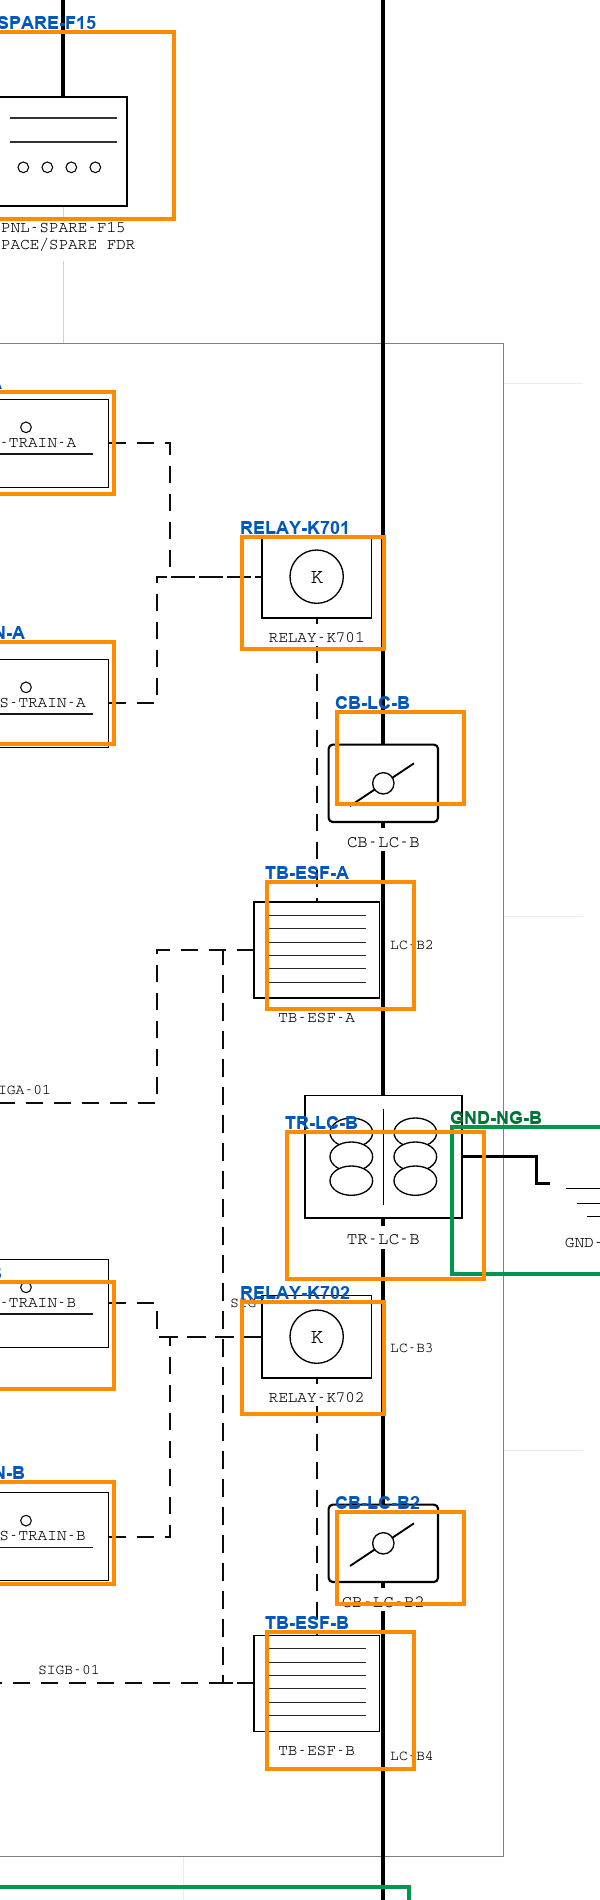 SPARE-F15
PNL-SPARE-F15
PACE/SPARE FDR
-TRAIN-A
RELAY-K701
K
RELAY-K701
N-A
S-TRAIN-A
CB-LC-B
CB-LC-B
TB-ESF-A
LC-B2
TB-ESF-A
IGA-01
GND-NG-B
TR-LC-B
TR-LC-B
GND-
-TRAIN-B
RELAY-K702
K
LC-B3
RELAY-K702
N-B
CB-LC-B2
S-TRAIN-B
CB-LC-B2
TB-ESF-B
SIGB-01
TB-ESF-B
LC-B4